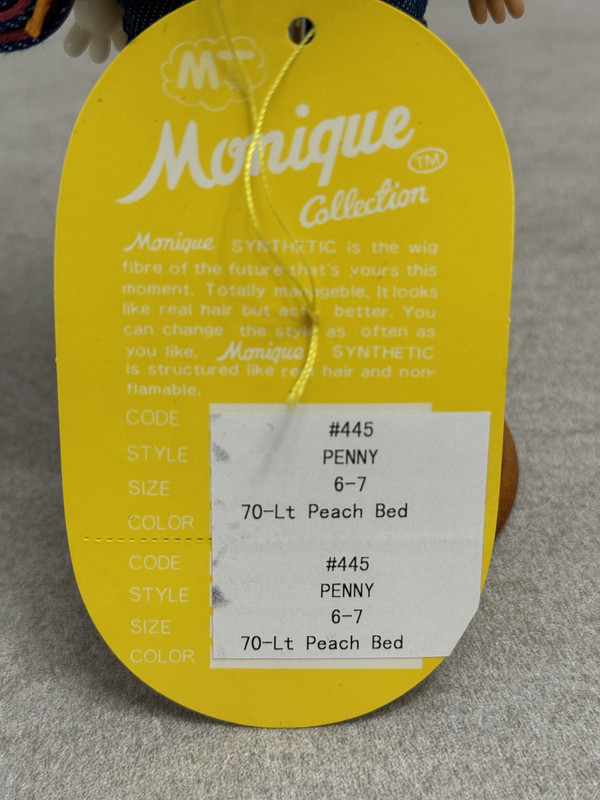 MJ
Monique
TM
Collection
Monique SYNTHETIC is the wig
fibre of the future that's yours this
moment. Totally manageble. It looks
like real hair but better. You
can change the style as often as
you like. Monique SYNTHETIC
is structured like real hair and non-
flamable.
CODE #445
STYLE PENNY
SIZE 6-7
COLOR 70-Lt Peach Bed
CODE #445
STYLE PENNY
SIZE 6-7
COLOR 70-Lt Peach Bed